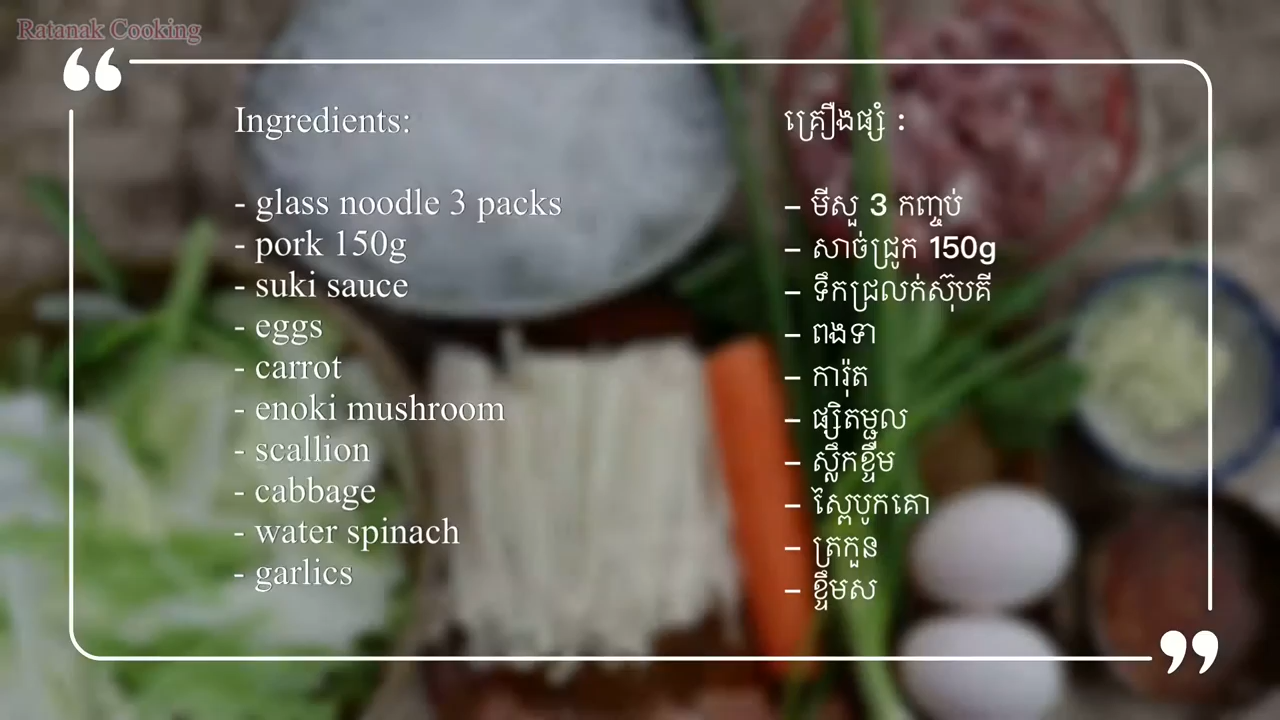 Ratanak Cooking
Ingredients:
- glass noodle 3 packs
- pork 150g
- suki sauce
- eggs
- carrot
- enoki mushroom
- scallion
- cabbage
- water spinach
- garlics
គ្រឿងផ្សំ ៖
– មីសួ 3 កញ្ចប់
– សាច់ជ្រូក 150g
– ទឹកជ្រលក់ស៊ុបគី
– ពងទា
– ការ៉ុត
– ផ្សិតម្ជុល
– ស្លឹកខ្ទឹម
– ស្ពៃបូកគោ
– ត្រកួន
– ខ្ទឹមស